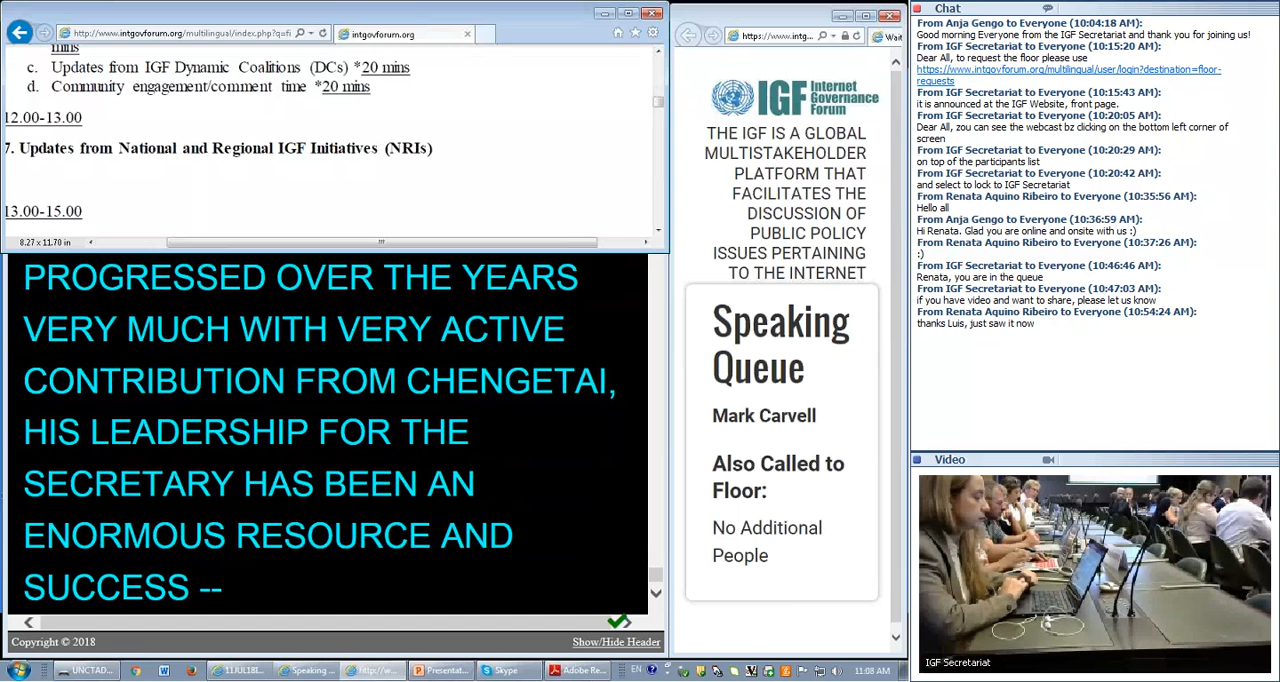 http://www.intgovforum.org/multilingual/index.php?q=fi
intgovforum.org
mins
c. Updates from IGF Dynamic Coalitions (DCs) *20 mins
d. Community engagement/comment time *20 mins
12.00-13.00
7. Updates from National and Regional IGF Initiatives (NRIs)
13.00-15.00
8.27 x 11.70 in
PROGRESSED OVER THE YEARS
VERY MUCH WITH VERY ACTIVE
CONTRIBUTION FROM CHENGETAI,
HIS LEADERSHIP FOR THE
SECRETARY HAS BEEN AN
ENORMOUS RESOURCE AND
SUCCESS --
Copyright © 2018
Show/Hide Header
https://www.intg...
Wait
IGF Internet
Governance
Forum
THE IGF IS A GLOBAL
MULTISTAKEHOLDER
PLATFORM THAT
FACILITATES THE
DISCUSSION OF
PUBLIC POLICY
ISSUES PERTAINING
TO THE INTERNET
Speaking
Queue
Mark Carvell
Also Called to
Floor:
No Additional
People
Chat
From Anja Gengo to Everyone (10:04:18 AM):
Good morning Everyone from the IGF Secretariat and thank you for joining us!
From IGF Secretariat to Everyone (10:15:20 AM):
Dear All, to request the floor please use
https://www.intgovforum.org/multilingual/user/login?destination=floor-
requests
From IGF Secretariat to Everyone (10:15:43 AM):
it is announced at the IGF Website, front page.
From IGF Secretariat to Everyone (10:20:05 AM):
Dear All, zou can see the webcast bz clicking on the bottom left corner of
screen
From IGF Secretariat to Everyone (10:20:29 AM):
on top of the participants list
From IGF Secretariat to Everyone (10:20:42 AM):
and select to lock to IGF Secretariat
From Renata Aquino Ribeiro to Everyone (10:35:56 AM):
Hello all
From Anja Gengo to Everyone (10:36:59 AM):
Hi Renata. Glad you are online and onsite with us :)
From Renata Aquino Ribeiro to Everyone (10:37:26 AM):
:)
From IGF Secretariat to Everyone (10:46:46 AM):
Renata, you are in the queue
From IGF Secretariat to Everyone (10:47:03 AM):
if you have video and want to share, please let us know
From Renata Aquino Ribeiro to Everyone (10:54:24 AM):
thanks Luis, just saw it now
Video
IGF Secretariat
UNCTAD...
11JUL18I...
Speaking ...
http://w...
Presentat...
Skype
Adobe Re...
EN
11:08 AM